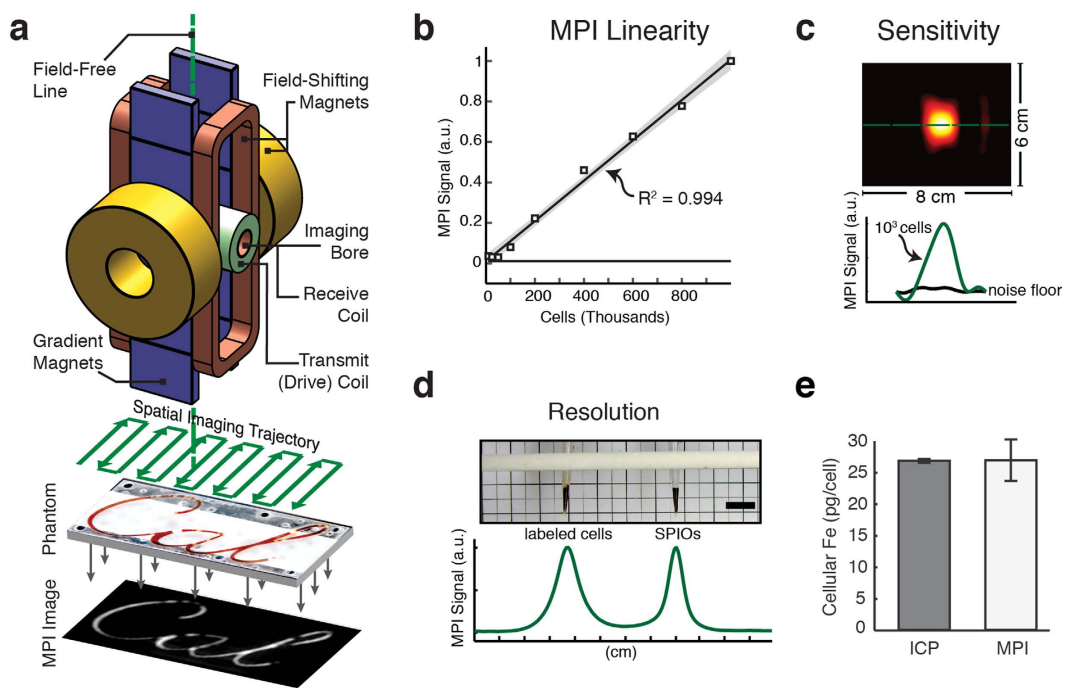 a
Field-Free
Line
Field-Shifting
Magnets
Imaging
Bore
Receive
Coil
Gradient
Magnets
Transmit
(Drive) Coil
Spatial Imaging Trajectory
Phantom
Cal
MPI Image
Cal
b
MPI Linearity
MPI Signal (a.u.)
1
0.8
0.6
0.4
0.2
0
R² = 0.994
0 200 400 600 800
Cells (Thousands)
c
Sensitivity
6 cm
8 cm
MPI Signal (a.u.)
10³ cells
noise floor
d
Resolution
labeled cells SPIOs
MPI Signal (a.u.)
(cm)
e
Cellular Fe (pg/cell)
30
25
20
15
10
5
0
ICP MPI